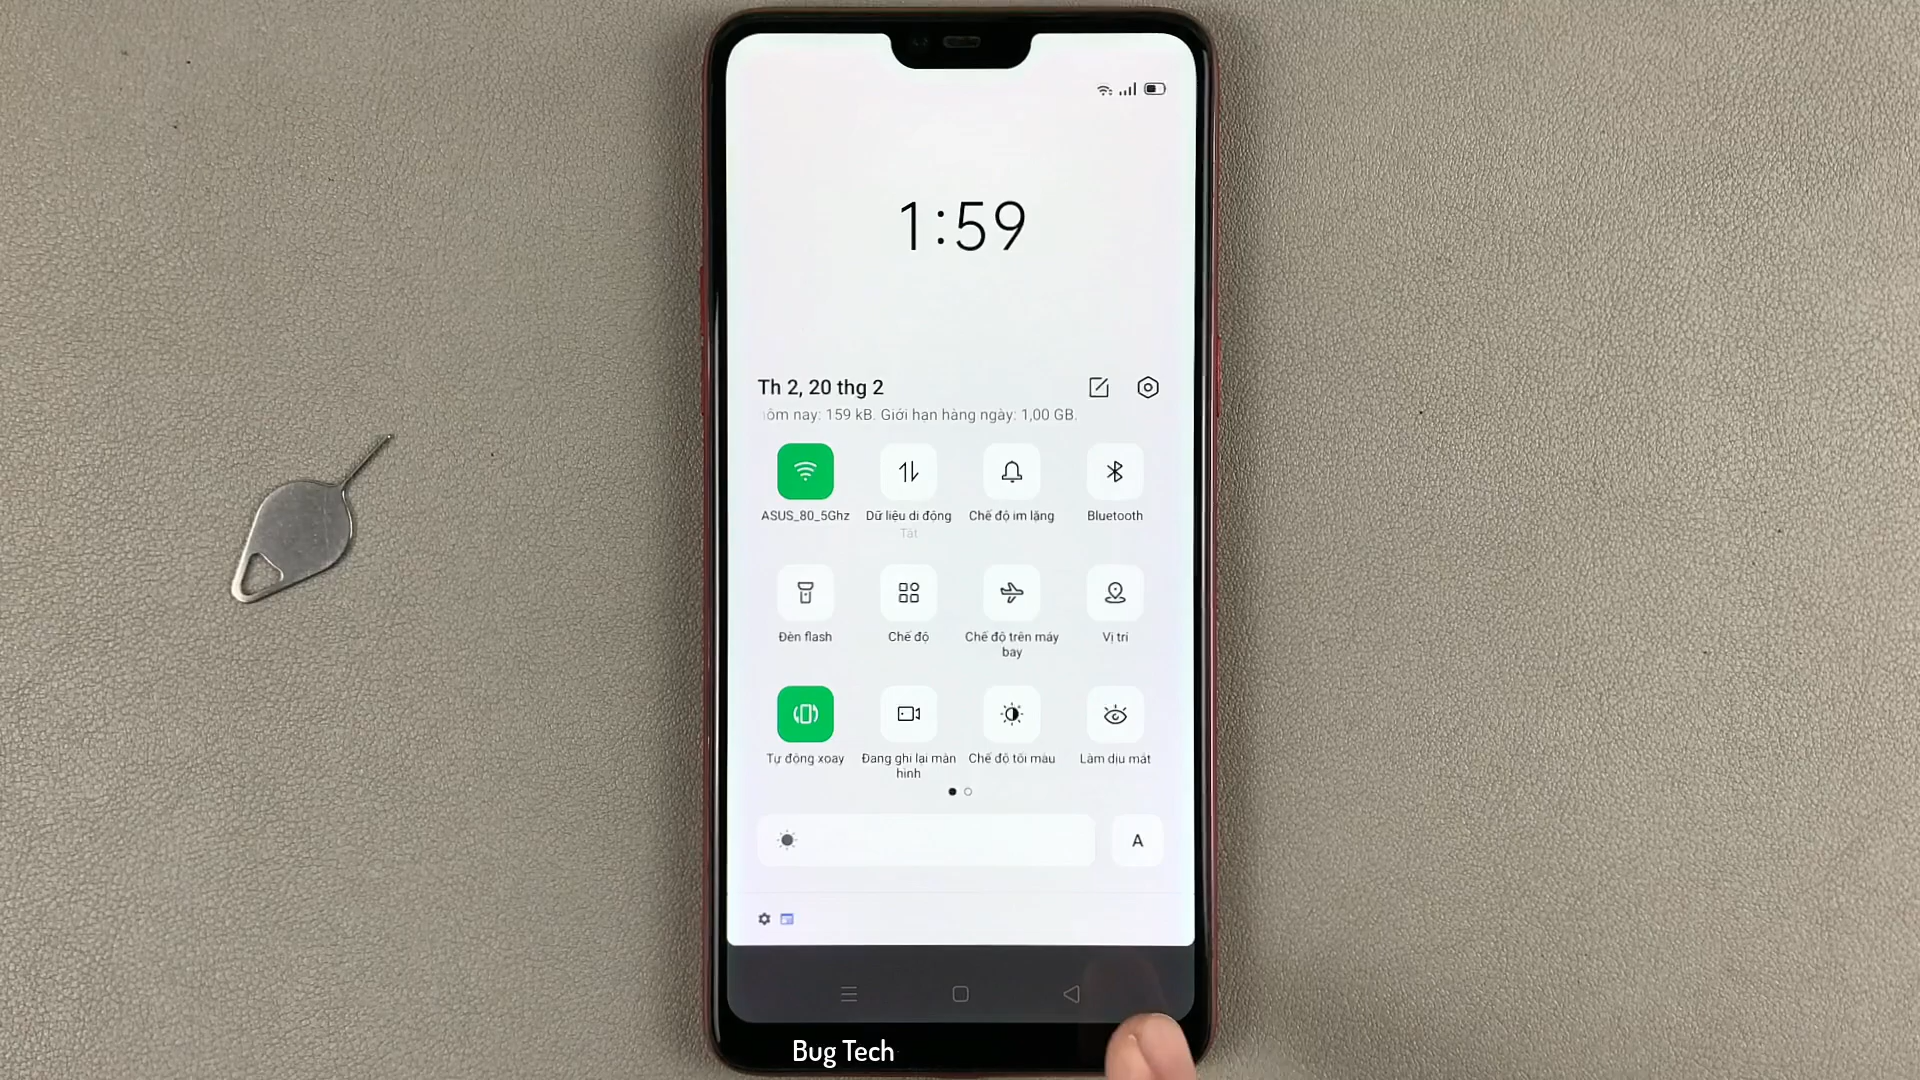 1:59
Th 2, 20 thg 2
nay: 159 kB. Giới hạn hàng ngày: 1,00 GB.
ASUS_80_5Ghz
Dữ liệu di động
Tắt
Chế độ im lặng
Bluetooth
Đèn flash
Chế độ
Chế độ trên máy
bay
Vị trí
Tự động xoay
Đang ghi lại màn
hình
Chế độ tối màu
Làm dịu mắt
A
Bug Tech